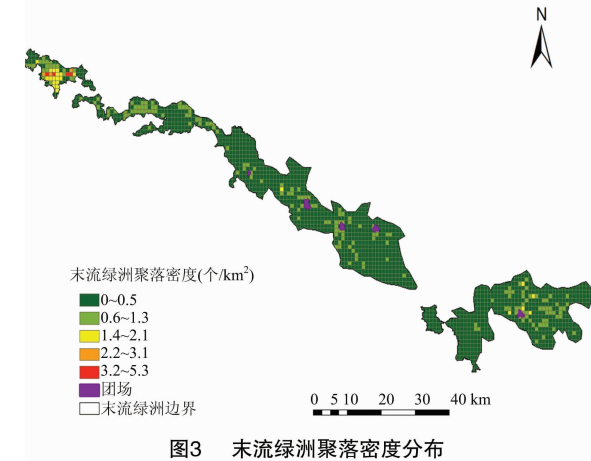 N
末流绿洲聚落密度(个/km²)
0~0.5
0.6~1.3
1.4~2.1
2.2~3.1
3.2~5.3
团场
末流绿洲边界
0 5 10 20 30 40 km
图3 末流绿洲聚落密度分布